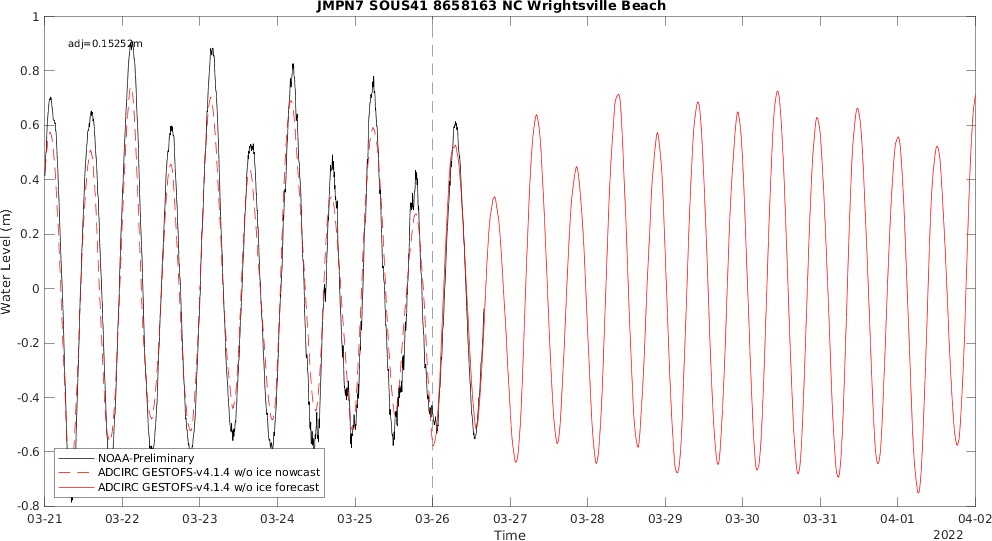 JMPN7 SOUS41 8658163 NC Wrightsville Beach
adj=0.15252m
Water Level (m)
1
0.8
0.6
0.4
0.2
0
-0.2
-0.4
-0.6
-0.8
NOAA-Preliminary
ADCIRC GESTOFS-v4.1.4 w/o ice nowcast
ADCIRC GESTOFS-v4.1.4 w/o ice forecast
03-21 03-22 03-23 03-24 03-25 03-26 03-27 03-28 03-29 03-30 03-31 04-01 04-02
Time
2022